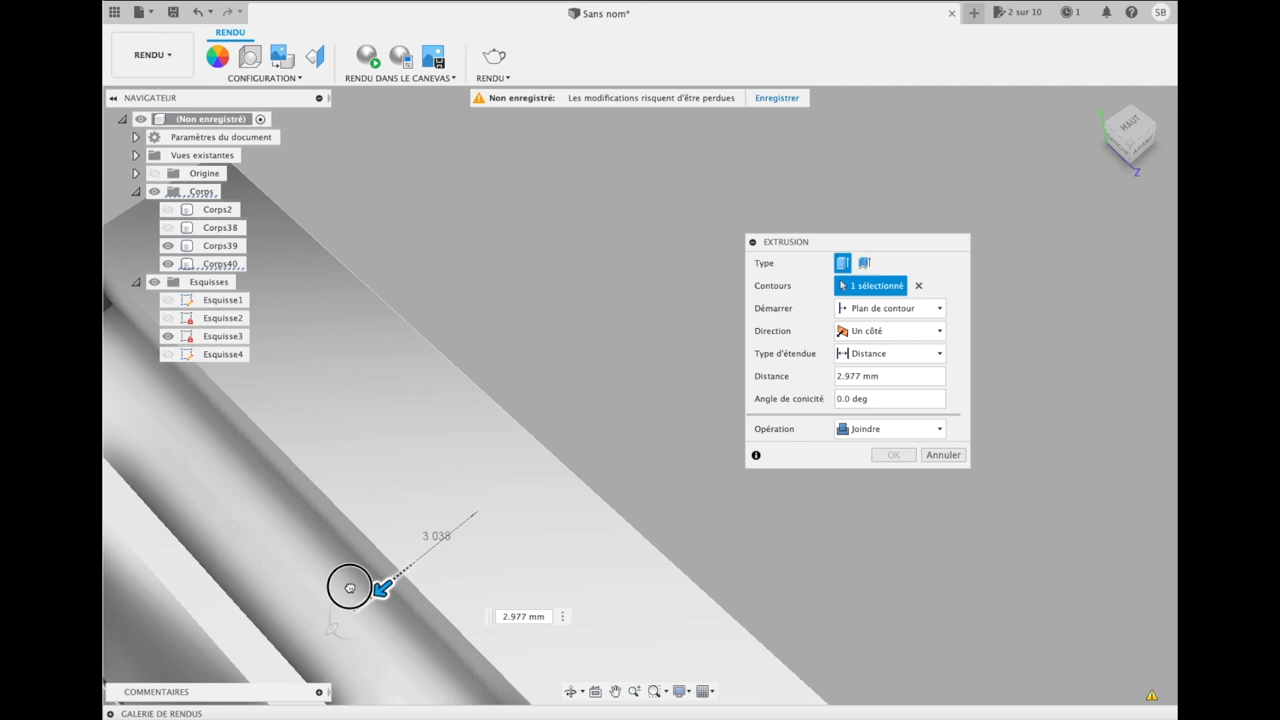 Sans nom*
2 sur 10
1
SB
RENDU
RENDU
CONFIGURATION
RENDU DANS LE CANEVAS
RENDU
NAVIGATEUR
Non enregistré: Les modifications risquent d'être perdues Enregistrer
(Non enregistré)
Paramètres du document
Vues existantes
Origine
Corps
Corps2
Corps38
Corps39
Corps40
Esquisses
Esquisse1
Esquisse2
Esquisse3
Esquisse4
HAUT
Z
EXTRUSION
Type
Contours 1 sélectionné
Démarrer Plan de contour
Direction Un côté
Type d'étendue Distance
Distance 2.977 mm
Angle de conicité 0.0 deg
Opération Joindre
OK Annuler
3.038
2.977 mm
COMMENTAIRES
GALERIE DE RENDUS